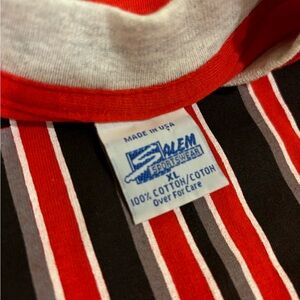 MADE IN USA
SALEM
SPORTSWEAR
XL
100% COTTON/COTON
Over For Care